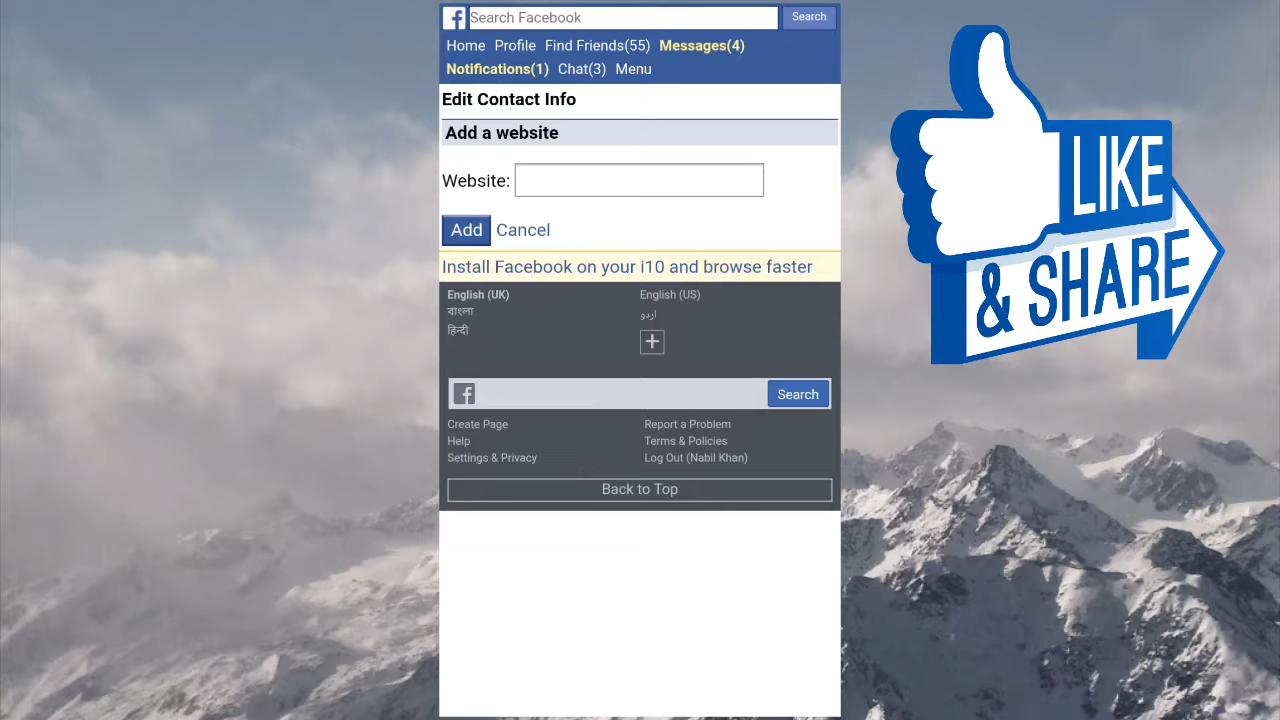 Search Facebook Search
Home Profile Find Friends(55) Messages(4)
Notifications(1) Chat(3) Menu
Edit Contact Info
Add a website
Website:
Add Cancel
Install Facebook on your i10 and browse faster
English (UK) English (US)
বাংলা اردو
हिन्दी
Search
Create Page Report a Problem
Help Terms & Policies
Settings & Privacy Log Out (Nabil Khan)
Back to Top
LIKE
& SHARE